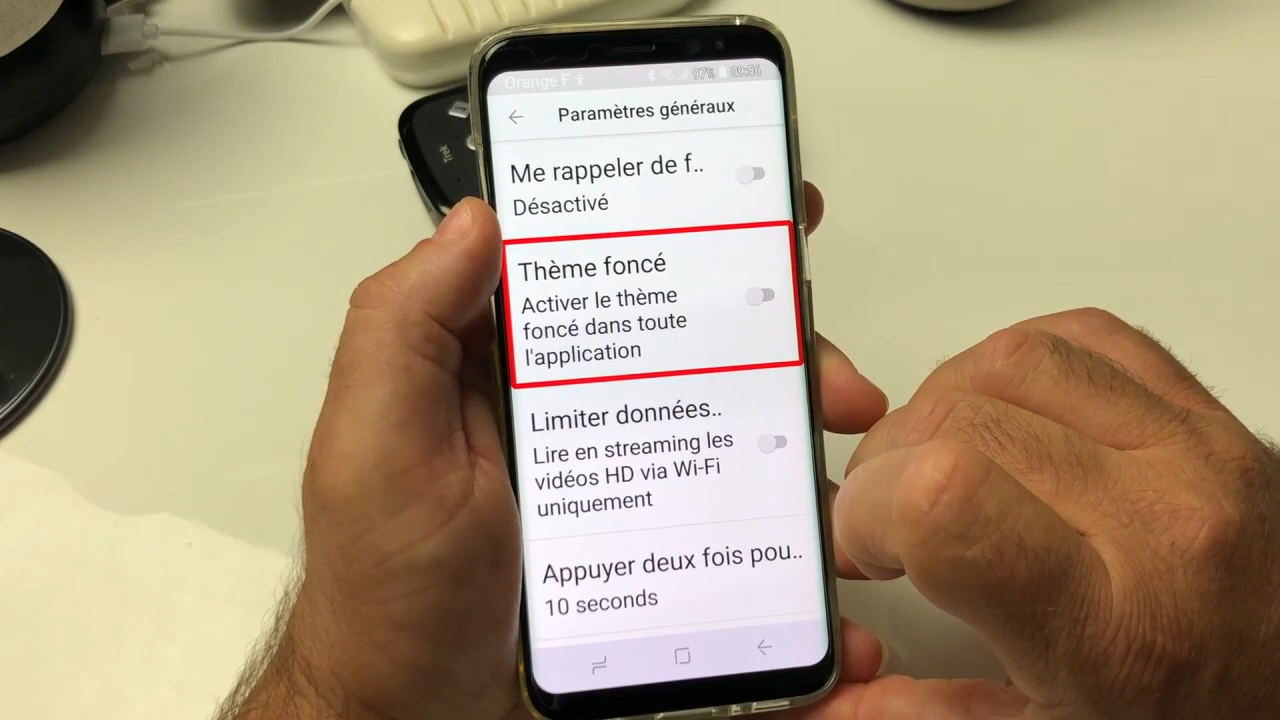 Orange F 97% 09:56
Paramètres généraux
Me rappeler de f..
Désactivé
Thème foncé
Activer le thème
foncé dans toute
l'application
Limiter données..
Lire en streaming les
vidéos HD via Wi-Fi
uniquement
Appuyer deux fois pou..
10 seconds
Trek